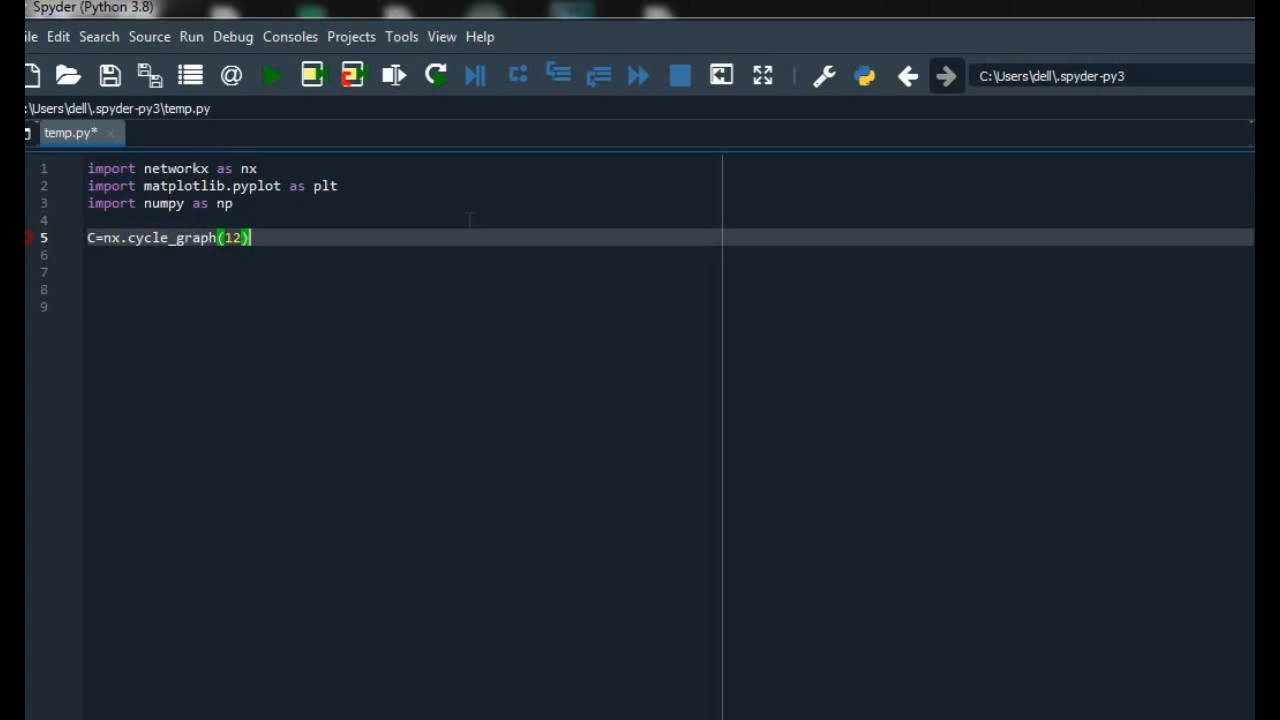 Spyder (Python 3.8)
ile Edit Search Source Run Debug Consoles Projects Tools View Help
C:\Users\dell\.spyder-py3
:\Users\dell\.spyder-py3\temp.py
temp.py*
1 import networkx as nx
2 import matplotlib.pyplot as plt
3 import numpy as np
4
5 C=nx.cycle_graph(12)
6
7
8
9